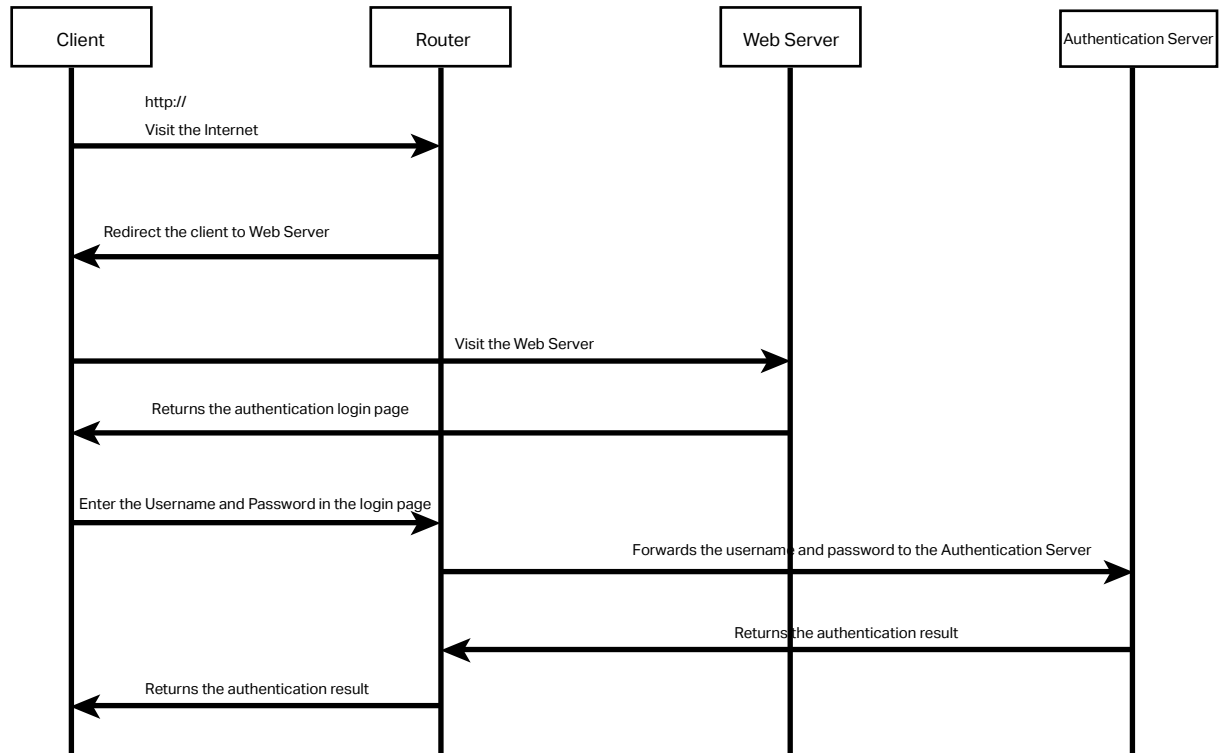 Client
Router
Web Server
Authentication Server
http://
Visit the Internet
Redirect the client to Web Server
Visit the Web Server
Returns the authentication login page
Enter the Username and Password in the login page
Forwards the username and password to the Authentication Server
Returns the authentication result
Returns the authentication result